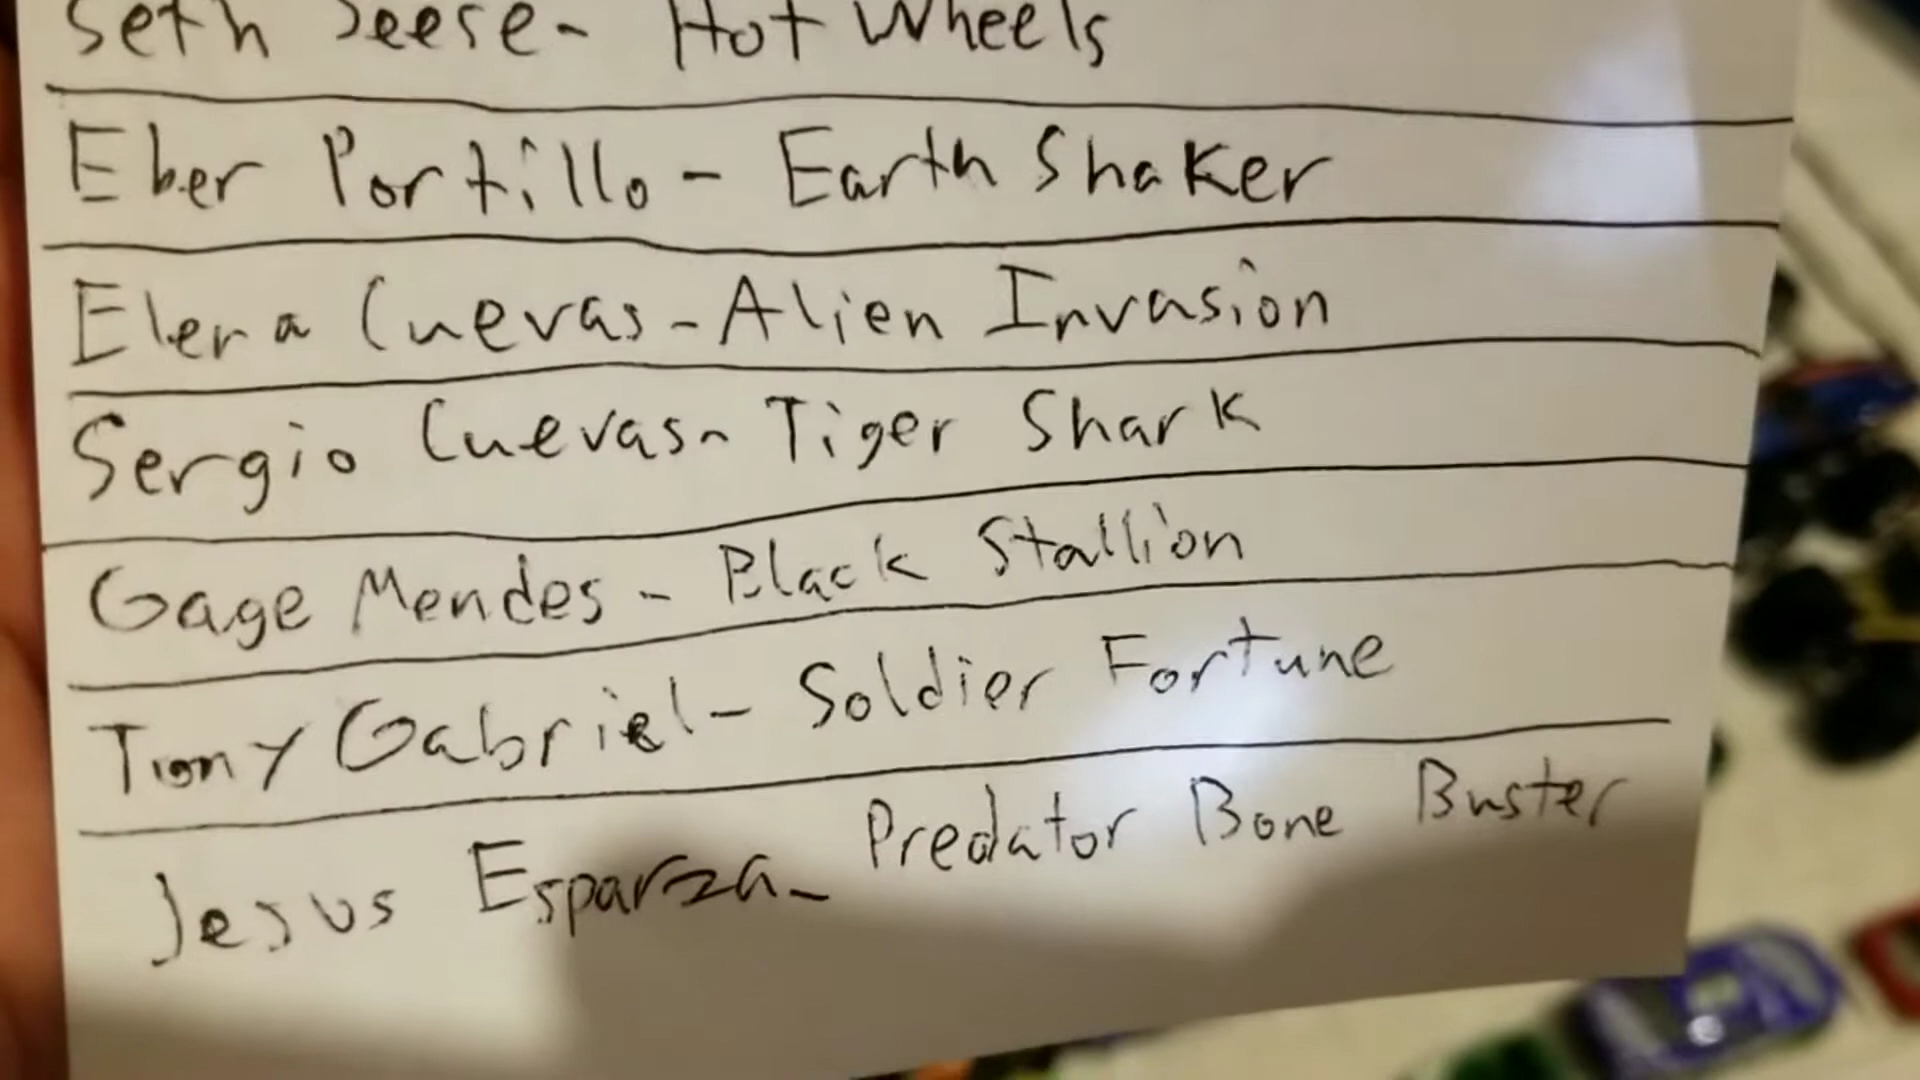 Seth Jeese- Hot Wheels
Eber Portillo - Earth Shaker
Elena Cuevas - Alien Invasion
Sergio Cuevas - Tiger Shark
Gage Mendes - Black Stallion
Tony Gabriel - Soldier Fortune
Jesus Esparza - Predator Bone Buster